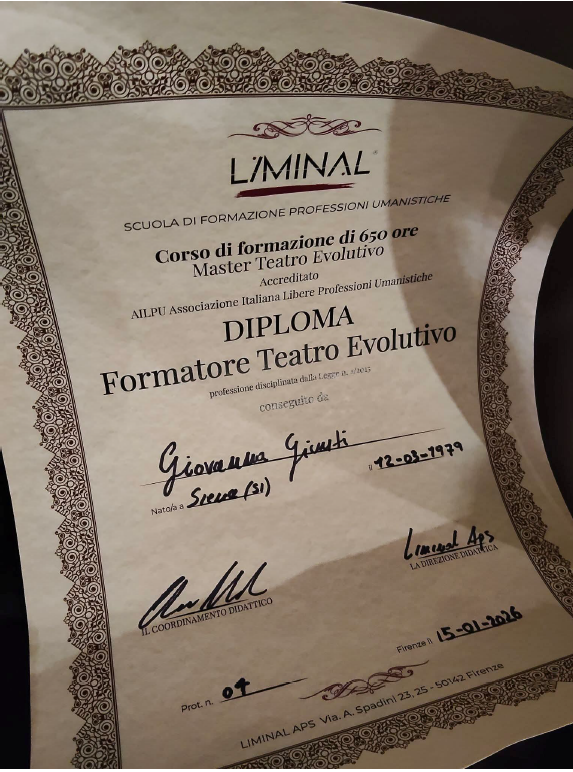 LIMINAL
SCUOLA DI FORMAZIONE PROFESSIONI UMANISTICHE
Corso di formazione di 650 ore
Master Teatro Evolutivo
Accreditato
AILPU Associazione Italiana Libere Professioni Umanistiche
DIPLOMA
Formatore Teatro Evolutivo
professione disciplinata dalla Legge n. 4/2013
conseguito da
Giovanna Giusti
Nato/a a Siena (SI) il 12-03-1979
Liminal Aps
LA DIREZIONE DIDATTICA
IL COORDINAMENTO DIDATTICO
Firenze li 15-01-2026
Prot. n. 04
LIMINAL APS Via. A. Spadini 23, 25 - 50142 Firenze